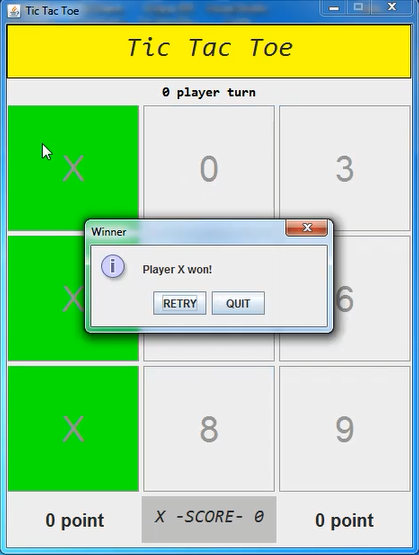 Tic Tac Toe
Tic Tac Toe
0 player turn
X 0 3
Winner
Player X won!
X 6
RETRY QUIT
X 8 9
0 point X -SCORE- 0 0 point